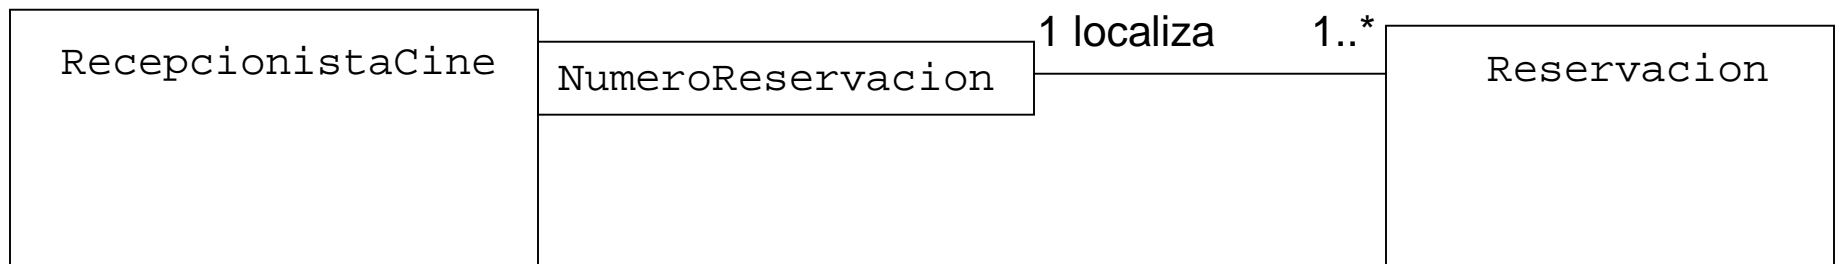 RecepcionistaCine
NumeroReservacion
1 localiza 1..*
Reservacion